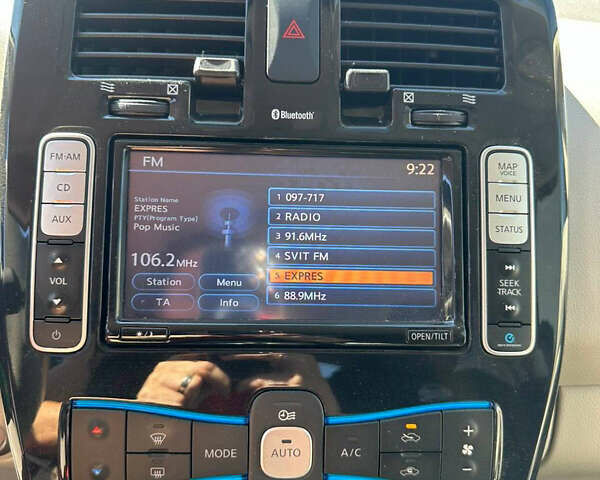 Bluetooth
FM·AM
CD
AUX
VOL
FM
9:22
Station Name
EXPRES
PTY(Program Type)
Pop Music
106.2MHz
Station
Menu
TA
Info
1 097-717
2 RADIO
3 91.6MHz
4 SVIT FM
5 EXPRES
6 88.9MHz
OPEN/TILT
MAP
VOICE
MENU
STATUS
SEEK
·TRACK
MODE
AUTO
A/C